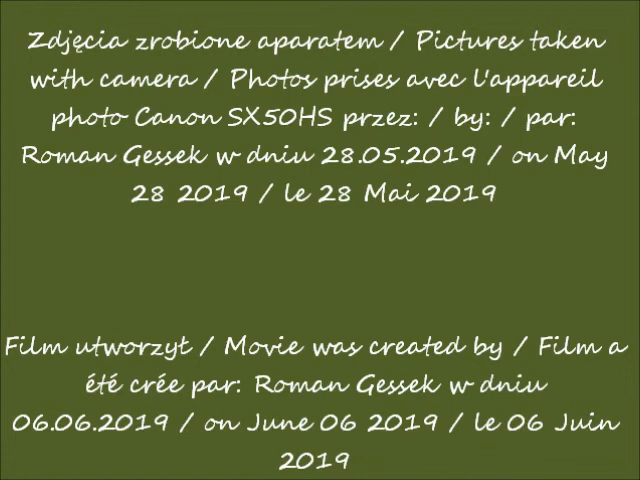 Zdjęcia zrobione aparatem / Pictures taken
with camera / Photos prises avec l'appareil
photo Canon SX50HS przez: / by: / par:
Roman Gessek w dniu 28.05.2019 / on May
28 2019 / le 28 Mai 2019
Film utworzył / Movie was created by / Film a
été crée par: Roman Gessek w dniu
06.06.2019 / on June 06 2019 / le 06 Juin
2019